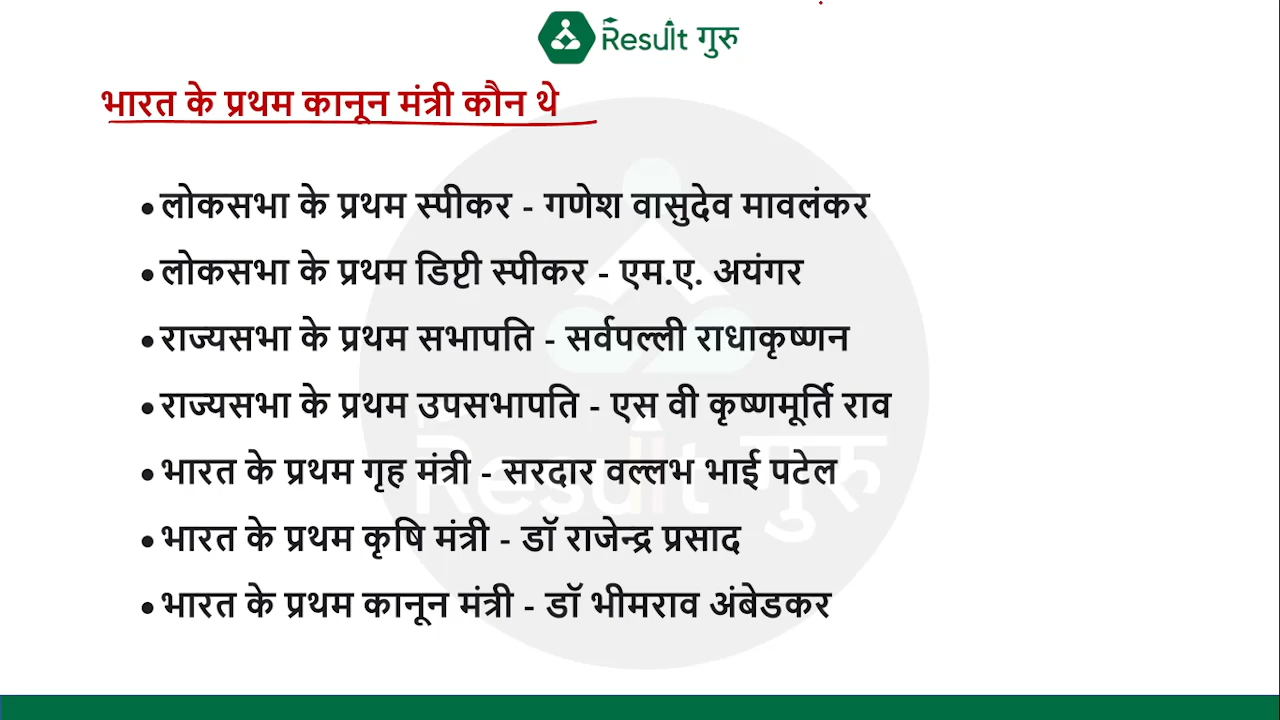 Result गुरु
भारत के प्रथम कानून मंत्री कौन थे
• लोकसभा के प्रथम स्पीकर - गणेश वासुदेव मावलंकर
• लोकसभा के प्रथम डिप्टी स्पीकर - एम.ए. अयंगर
• राज्यसभा के प्रथम सभापति - सर्वपल्ली राधाकृष्णन
• राज्यसभा के प्रथम उपसभापति - एस वी कृष्णमूर्ति राव
• भारत के प्रथम गृह मंत्री - सरदार वल्लभ भाई पटेल
Result गुरु
• भारत के प्रथम कृषि मंत्री - डॉ राजेन्द्र प्रसाद
• भारत के प्रथम कानून मंत्री - डॉ भीमराव अंबेडकर